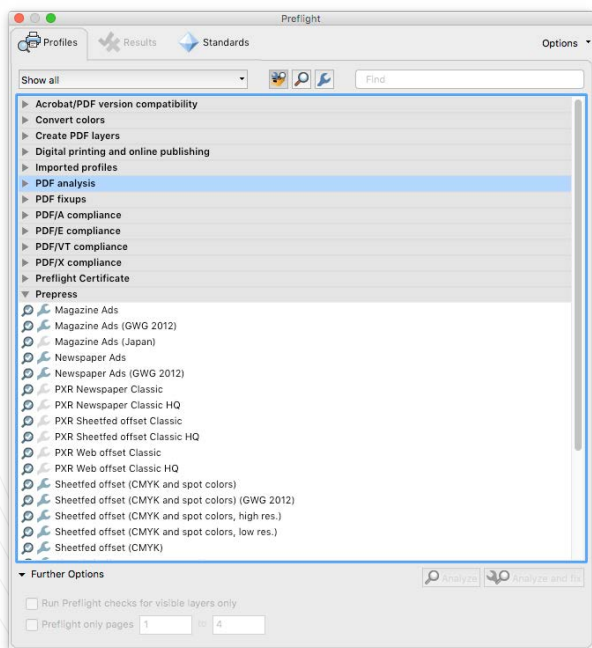 Preflight
Profiles Results Standards Options
Show all Find
Acrobat/PDF version compatibility
Convert colors
Create PDF layers
Digital printing and online publishing
Imported profiles
PDF analysis
PDF fixups
PDF/A compliance
PDF/E compliance
PDF/VT compliance
PDF/X compliance
Preflight Certificate
Prepress
Magazine Ads
Magazine Ads (GWG 2012)
Magazine Ads (Japan)
Newspaper Ads
Newspaper Ads (GWG 2012)
PXR Newspaper Classic
PXR Newspaper Classic HQ
PXR Sheetfed offset Classic
PXR Sheetfed offset Classic HQ
PXR Web offset Classic
PXR Web offset Classic HQ
Sheetfed offset (CMYK and spot colors)
Sheetfed offset (CMYK and spot colors) (GWG 2012)
Sheetfed offset (CMYK and spot colors, high res.)
Sheetfed offset (CMYK and spot colors, low res.)
Sheetfed offset (CMYK)
Further Options Analyze Analyze and fix
Run Preflight checks for visible layers only
Preflight only pages 1 to 4